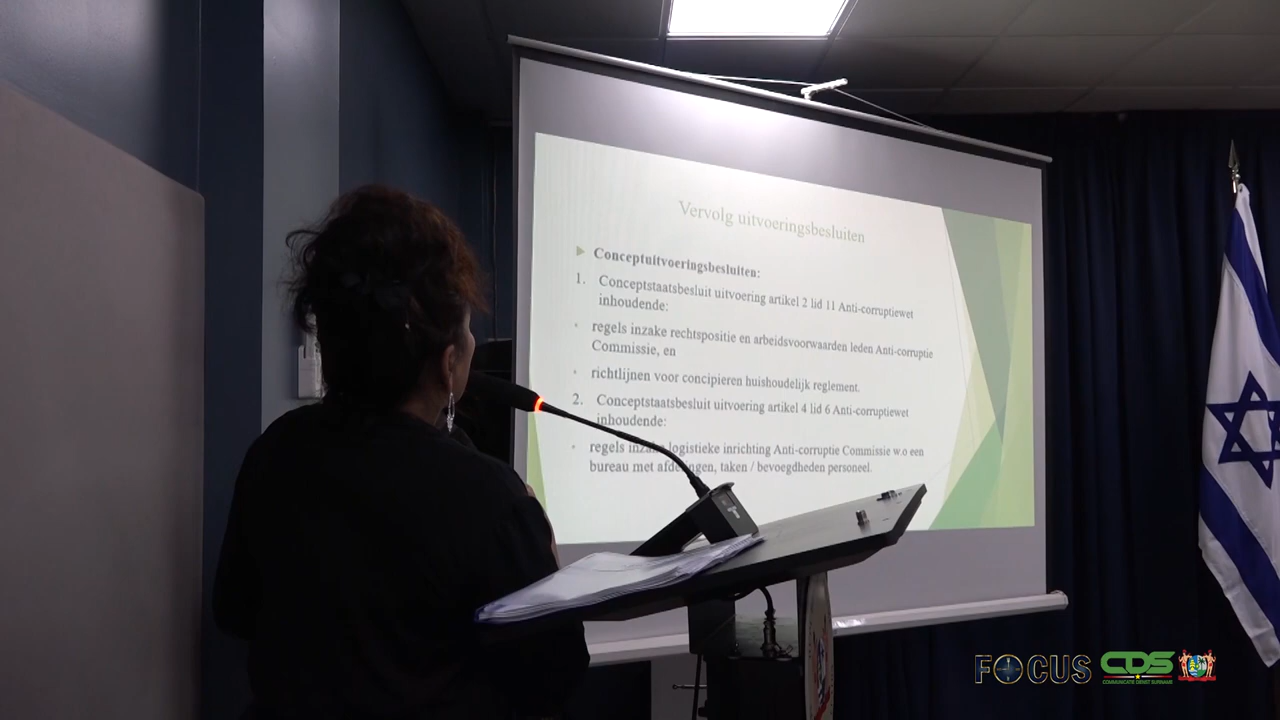 Vervolg uitvoeringsbesluiten
Conceptuitvoeringsbesluiten:
1. Conceptstaatsbesluit uitvoering artikel 2 lid 11 Anti-corruptiewet
inhoudende:
regels inzake rechtspositie en arbeidsvoorwaarden leden Anti-corruptie
Commissie, en
richtlijnen voor concipieren huishoudelijk reglement.
2. Conceptstaatsbesluit uitvoering artikel 4 lid 6 Anti-corruptiewet
inhoudende:
regels inzake logistieke inrichting Anti-corruptie Commissie w.o een
bureau met afdelingen, taken / bevoegdheden personeel.
FOCUS CDS
COMMUNICATIE DIENST SURINAME